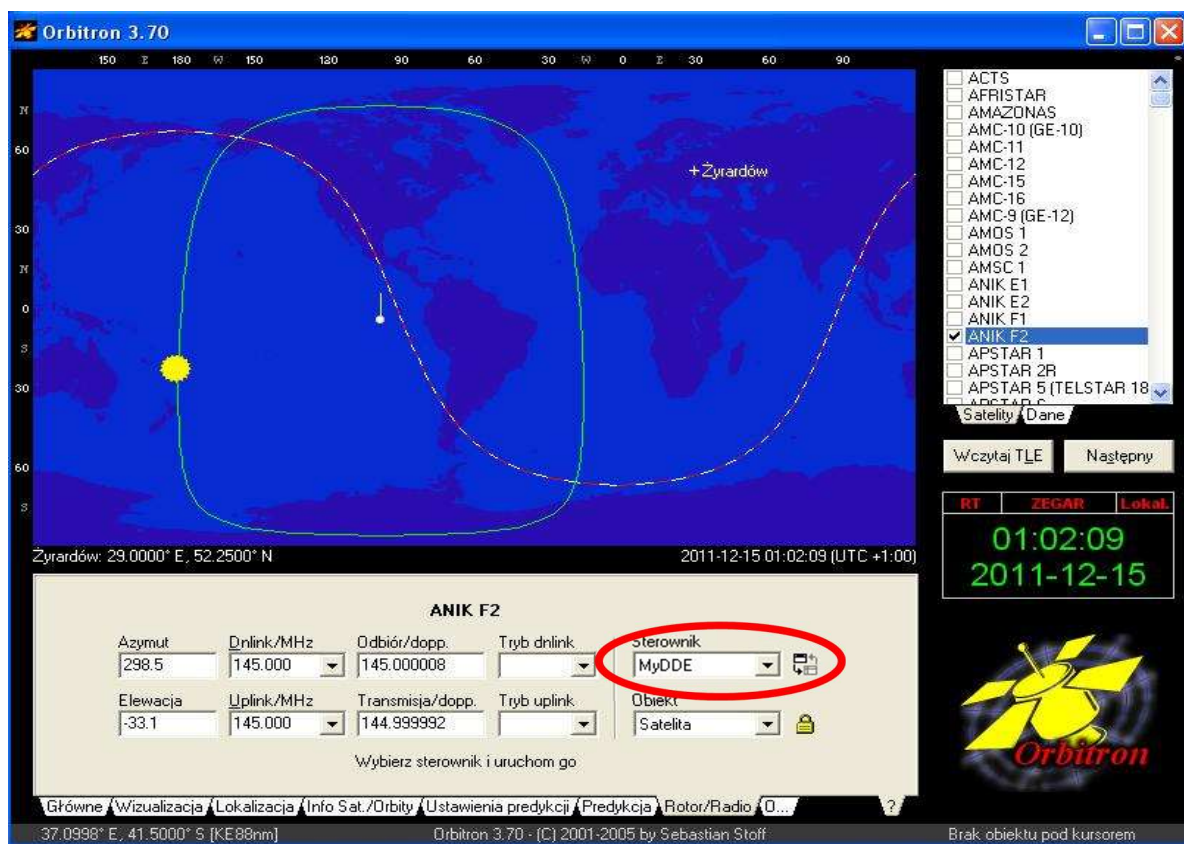 Orbitron 3.70
150 E 180 W 150 120 90 60 30 W 0 E 30 60 90
N
60
30
N
0
S
30
60
S
+Żyrardów
Żyrardów: 29.0000° E, 52.2500° N
2011-12-15 01:02:09 (UTC +1:00)
ACTS
AFRISTAR
AMAZONAS
AMC-10 (GE-10)
AMC-11
AMC-12
AMC-15
AMC-16
AMC-9 (GE-12)
AMOS 1
AMOS 2
AMSC 1
ANIK E1
ANIK E2
ANIK F1
ANIK F2
APSTAR 1
APSTAR 2R
APSTAR 5 (TELSTAR 18
Satelity Dane
Wczytaj TLE Następny
RT ZEGAR Lokal.
01:02:09
2011-12-15
Orbitron
ANIK F2
Azymut Dnlink/MHz Odbiór/dopp. Tryb dnlink Sterownik
298.5 145.000 145.000008 MyDDE
Elewacja Uplink/MHz Transmisja/dopp. Tryb uplink Obiekt
-33.1 145.000 144.999992 Satelita
Wybierz sterownik i uruchom go
Główne Wizualizacja Lokalizacja Info Sat./Orbity Ustawienia predykcji Predykcja Rotor/Radio O... ?
37.0998° E, 41.5000° S [KE88nm] Orbitron 3.70 - (C) 2001-2005 by Sebastian Stoff Brak obiektu pod kursorem